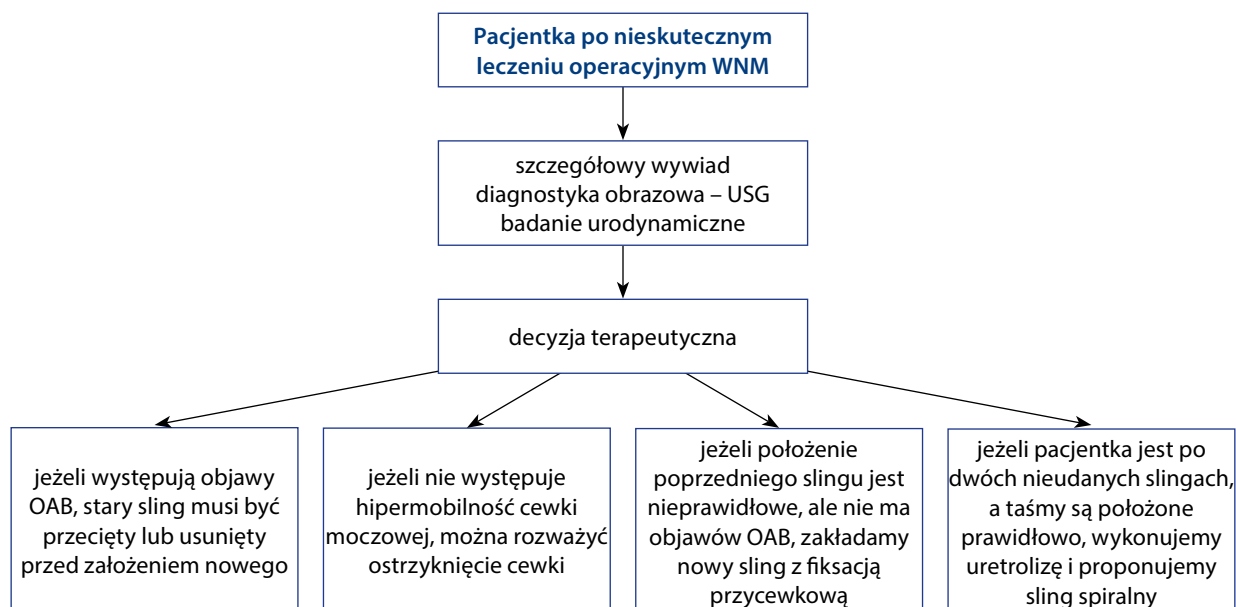 Pacjentka po nieskutecznym
leczeniu operacyjnym WNM
szczegółowy wywiad
diagnostyka obrazowa – USG
badanie urodynamiczne
decyzja terapeutyczna
jeżeli występują objawy
OAB, stary sling musi być
przecięty lub usunięty
przed założeniem nowego
jeżeli nie występuje
hipermobilność cewki
moczowej, można rozważyć
ostrzyknięcie cewki
jeżeli położenie
poprzedniego slingu jest
nieprawidłowe, ale nie ma
objawów OAB, zakładamy
nowy sling z fiksacją
przycewkową
jeżeli pacjentka jest po
dwóch nieudanych slingach,
a taśmy są położone
prawidłowo, wykonujemy
uretrolizę i proponujemy
sling spiralny